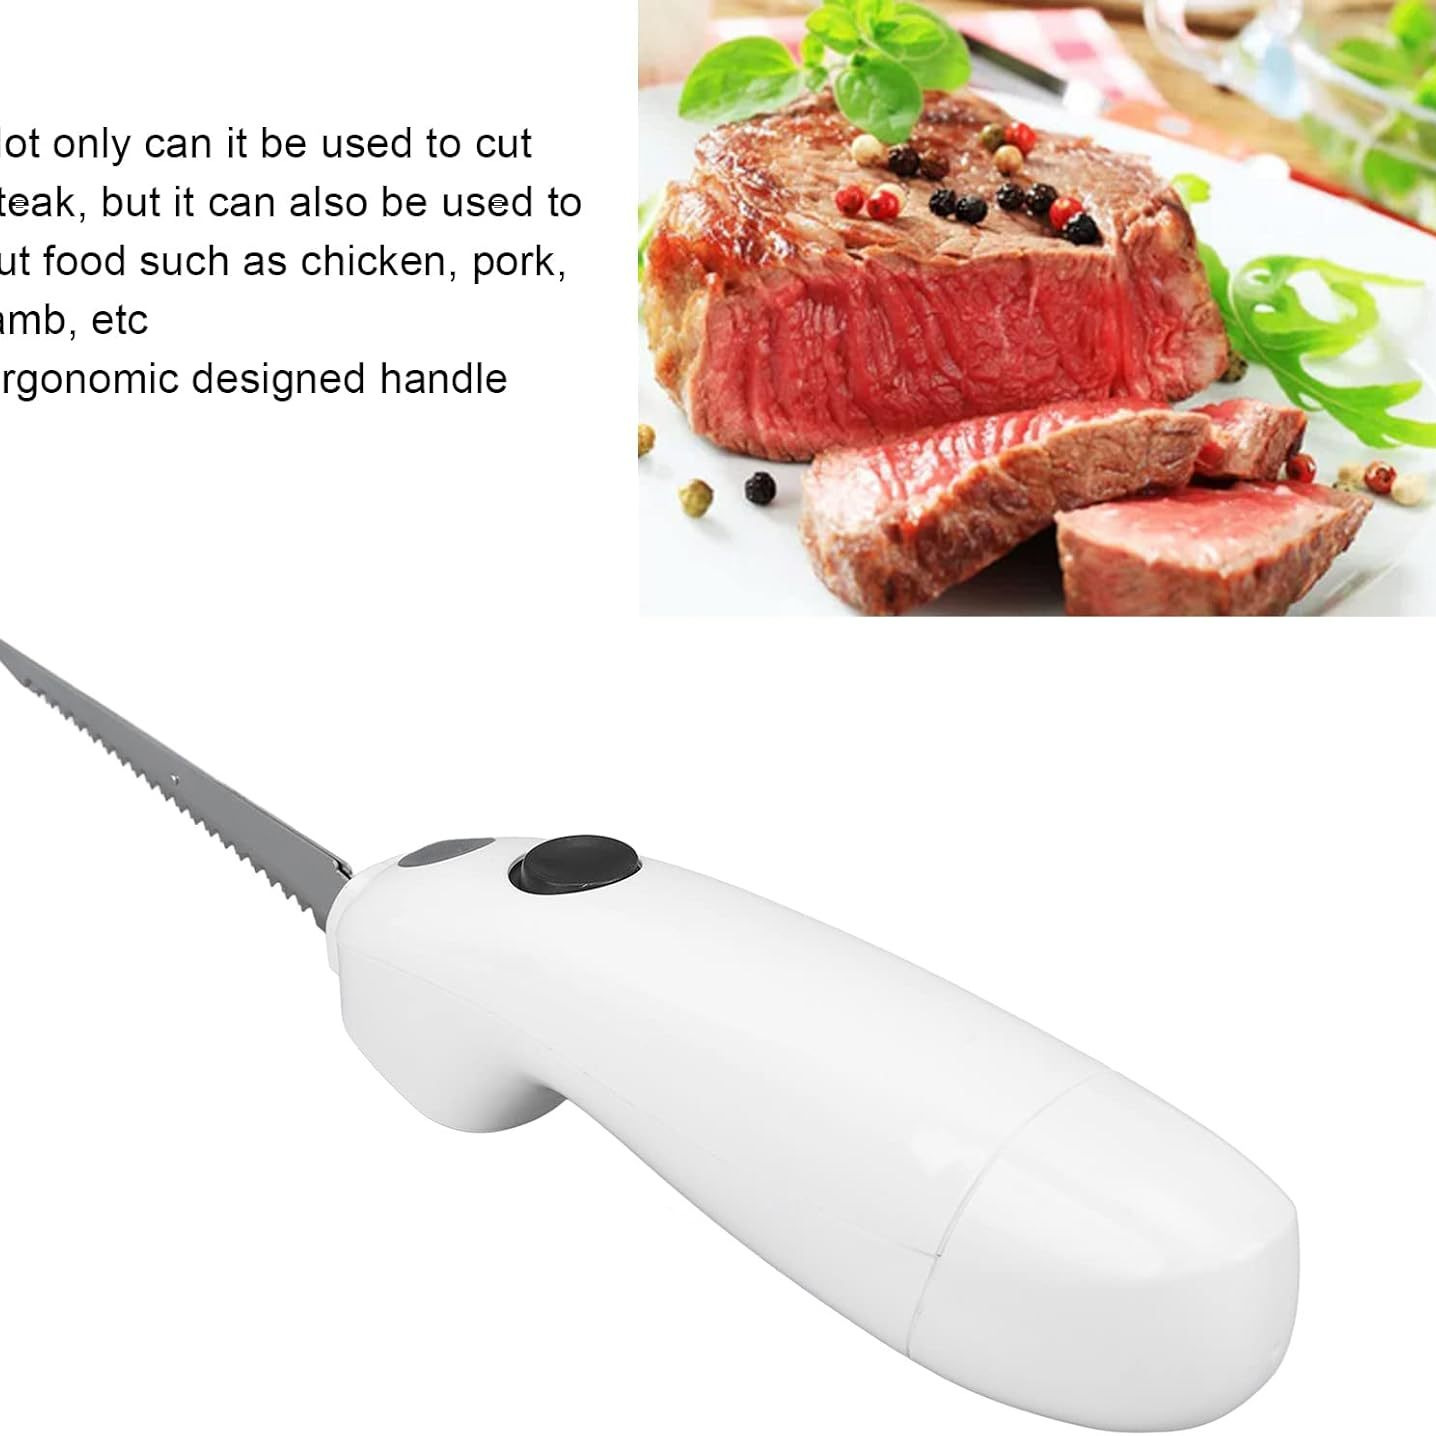 lot only can it be used to cut
teak, but it can also be used to
ut food such as chicken, pork,
amb, etc
rgonomic designed handle